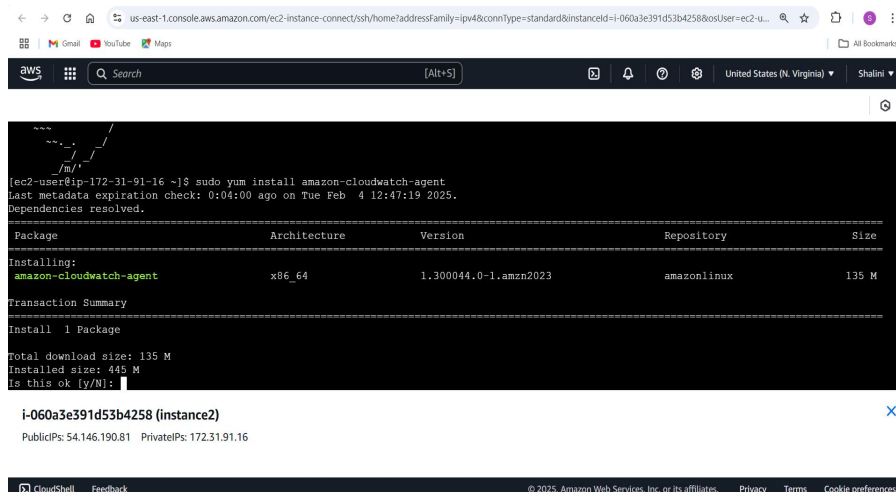 us-east-1.console.aws.amazon.com/ec2-instance-connect/ssh/home?addressFamily=ipv4&connType=standard&instanceId=i-060a3e391d53b4258&osUser=ec2-u...
S
Gmail YouTube Maps All Bookmarks
aws Search [Alt+S] United States (N. Virginia) ▼ Shalini ▼
~~~ /
~~._. _/
_/ _/
_/m/'
[ec2-user@ip-172-31-91-16 ~]$ sudo yum install amazon-cloudwatch-agent
Last metadata expiration check: 0:04:00 ago on Tue Feb  4 12:47:19 2025.
Dependencies resolved.
Package Architecture Version Repository Size
Installing:
amazon-cloudwatch-agent x86_64 1.300044.0-1.amzn2023 amazonlinux 135 M
Transaction Summary
Install  1 Package
Total download size: 135 M
Installed size: 445 M
Is this ok [y/N]:
i-060a3e391d53b4258 (instance2)
PublicIPs: 54.146.190.81 PrivateIPs: 172.31.91.16
CloudShell Feedback © 2025, Amazon Web Services, Inc. or its affiliates. Privacy Terms Cookie preferences